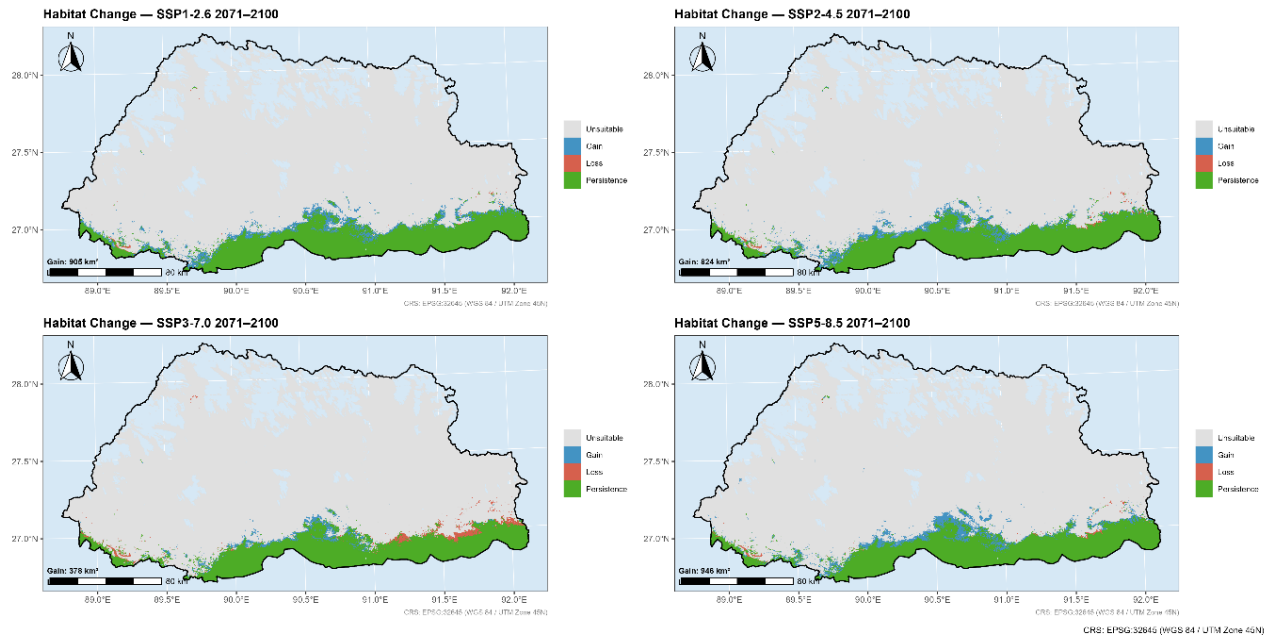 Habitat Change — SSP1-2.6 2071–2100
N
28.0°N
27.5°N
27.0°N
Unsuitable
Gain
Loss
Persistence
Gain: 905 km²
80 km
89.0°E 89.5°E 90.0°E 90.5°E 91.0°E 91.5°E 92.0°E
CRS: EPSG:32645 (WGS 84 / UTM Zone 45N)
Habitat Change — SSP2-4.5 2071–2100
N
28.0°N
27.5°N
27.0°N
Unsuitable
Gain
Loss
Persistence
Gain: 824 km²
80 km
89.0°E 89.5°E 90.0°E 90.5°E 91.0°E 91.5°E 92.0°E
CRS: EPSG:32645 (WGS 84 / UTM Zone 45N)
Habitat Change — SSP3-7.0 2071–2100
N
28.0°N
27.5°N
27.0°N
Unsuitable
Gain
Loss
Persistence
Gain: 378 km²
80 km
89.0°E 89.5°E 90.0°E 90.5°E 91.0°E 91.5°E 92.0°E
CRS: EPSG:32645 (WGS 84 / UTM Zone 45N)
Habitat Change — SSP5-8.5 2071–2100
N
28.0°N
27.5°N
27.0°N
Unsuitable
Gain
Loss
Persistence
Gain: 946 km²
80 km
89.0°E 89.5°E 90.0°E 90.5°E 91.0°E 91.5°E 92.0°E
CRS: EPSG:32645 (WGS 84 / UTM Zone 45N)
CRS: EPSG:32645 (WGS 84 / UTM Zone 45N)